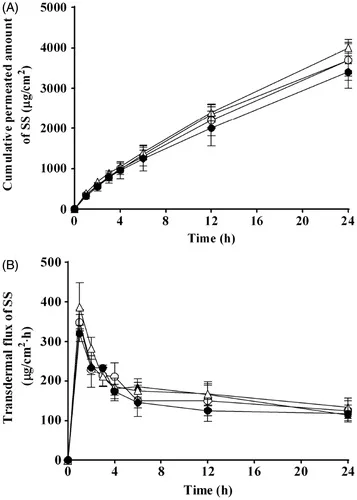 (A)
Cumulative permeated amount
of SS (µg/cm²)
5000
4000
3000
2000
1000
0
0 4 8 12 16 20 24
Time (h)
(B)
Transdermal flux of SS
(µg/cm²·h)
500
400
300
200
100
0
0 4 8 12 16 20 24
Time (h)